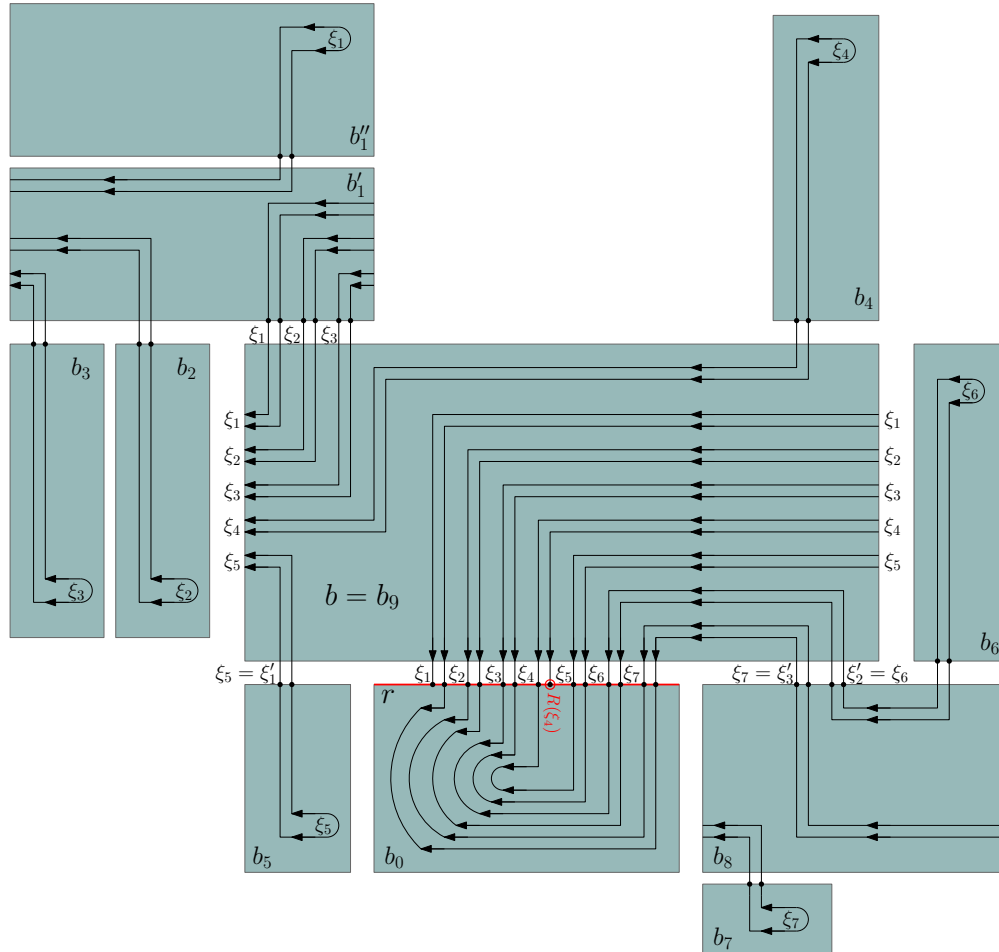 ξ₁
b₁″
b₁′
ξ₄
b₄
ξ₁ ξ₂ ξ₃
b₃
b₂
ξ₆
ξ₁ ξ₁
ξ₂ ξ₂
ξ₃ ξ₃
ξ₄ ξ₄
ξ₅ ξ₅
ξ₃ ξ₂
b = b₉
b₆
ξ₅ = ξ₁′ ξ₁ ξ₂ ξ₃ ξ₄ ξ₅ ξ₆ ξ₇ ξ₇ = ξ₃′ ξ₂′ = ξ₆
r
R(ξ₄)
ξ₅
b₅
b₀
b₈
ξ₇
b₇